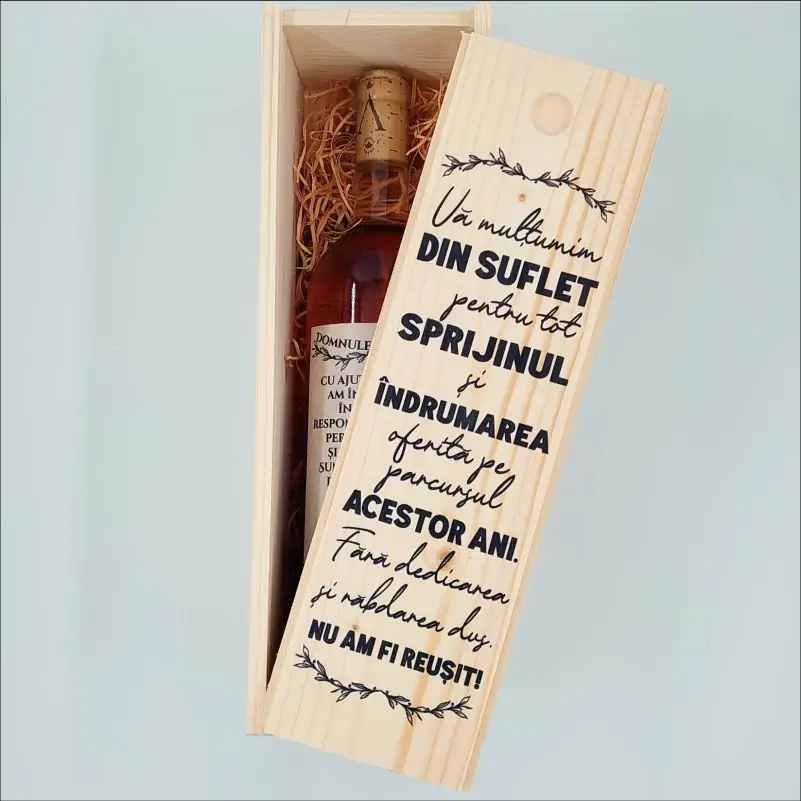 A
DOMNULE
CU AJUT
AM ÎN
ÎN
RESPON
PER
ȘI
SUN
Vă mulțumim
DIN SUFLET
pentru tot
SPRIJINUL
și
ÎNDRUMAREA
oferită pe
parcursul
ACESTOR ANI.
Fără dedicarea
și răbdarea dvs.
NU AM FI REUȘIT!